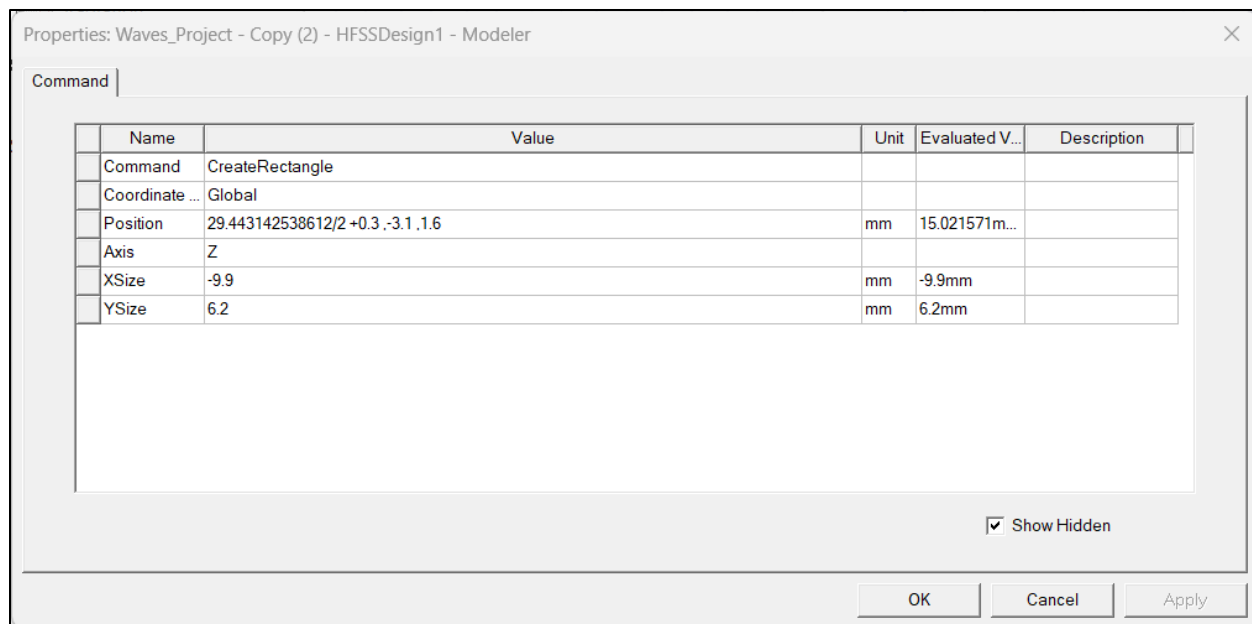 Properties: Waves_Project - Copy (2) - HFSSDesign1 - Modeler
Command
Name Value Unit Evaluated V... Description
Command CreateRectangle
Coordinate ... Global
Position 29.443142538612/2 +0.3 ,-3.1 ,1.6 mm 15.021571m...
Axis Z
XSize -9.9 mm -9.9mm
YSize 6.2 mm 6.2mm
Show Hidden
OK Cancel Apply